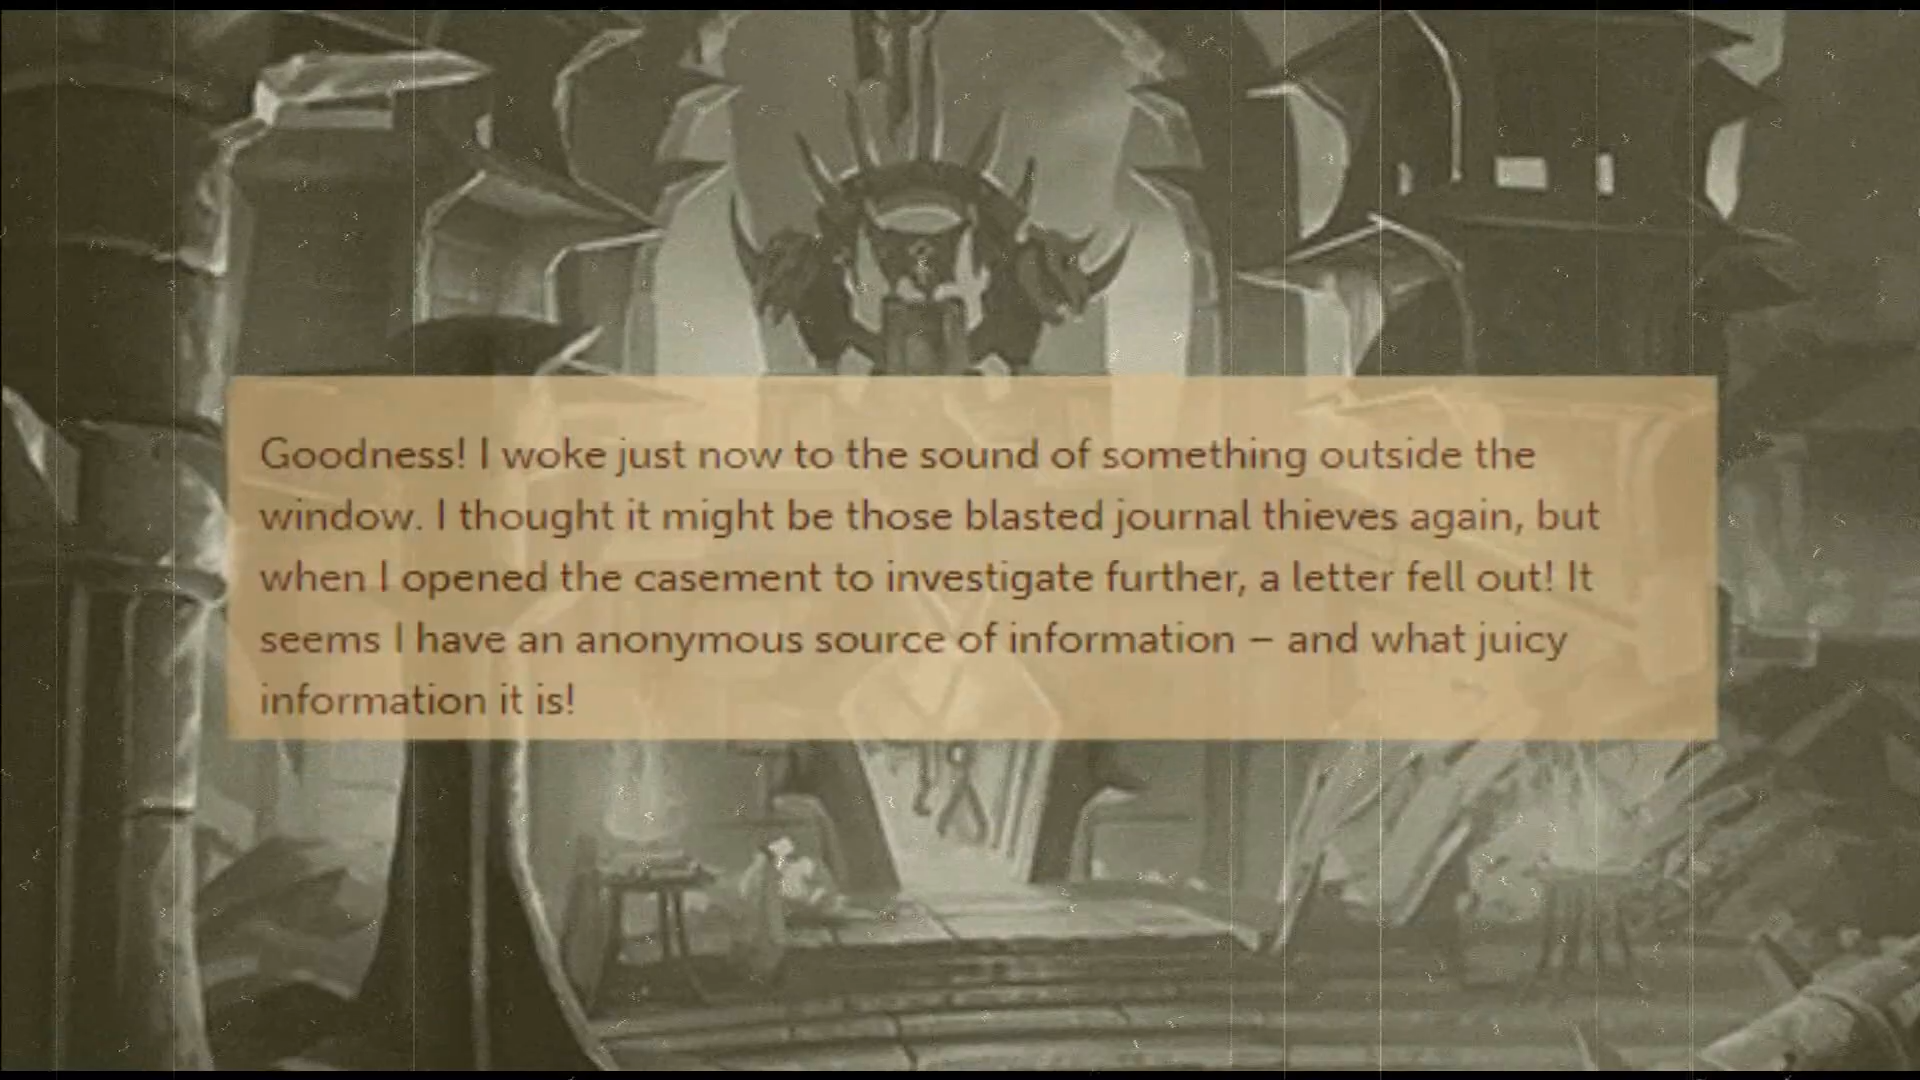 Goodness! I woke just now to the sound of something outside the
window. I thought it might be those blasted journal thieves again, but
when I opened the casement to investigate further, a letter fell out! It
seems I have an anonymous source of information – and what juicy
information it is!